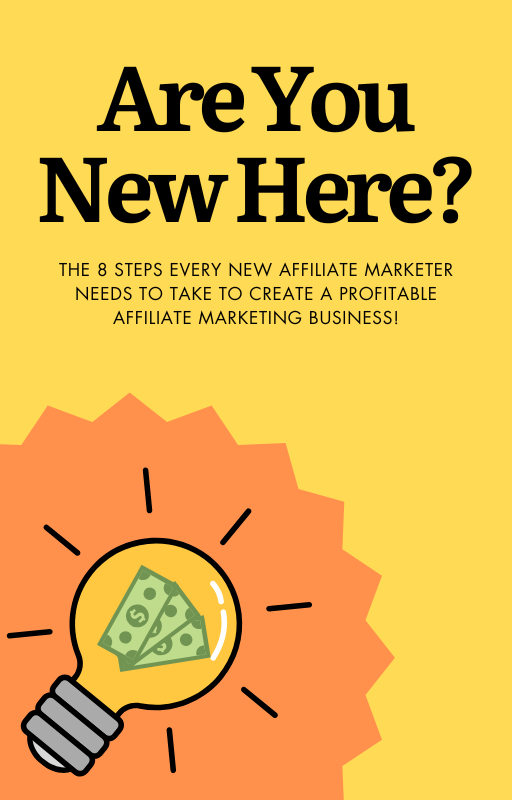 Are You
New Here?
THE 8 STEPS EVERY NEW AFFILIATE MARKETER
NEEDS TO TAKE TO CREATE A PROFITABLE
AFFILIATE MARKETING BUSINESS!
$
$
$